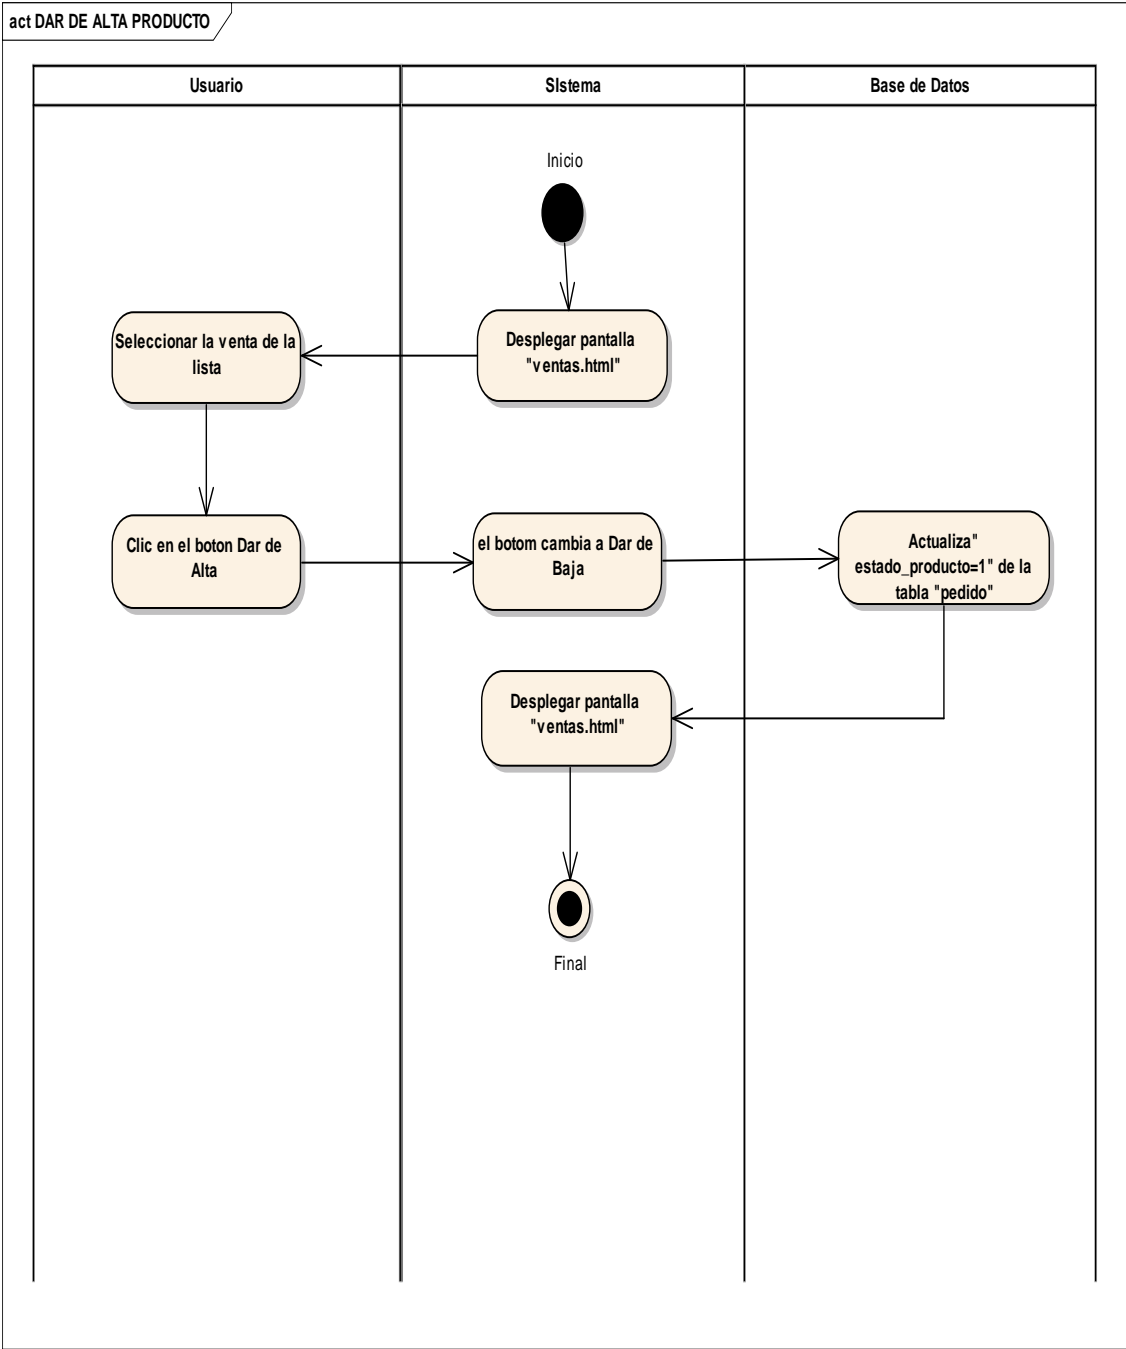 act DAR DE ALTA PRODUCTO
Usuario
SIstema
Base de Datos
Inicio
Desplegar pantalla
"ventas.html"
Seleccionar la venta de la
lista
Clic en el boton Dar de
Alta
el botom cambia a Dar de
Baja
Actualiza"
estado_producto=1" de la
tabla "pedido"
Desplegar pantalla
"ventas.html"
Final